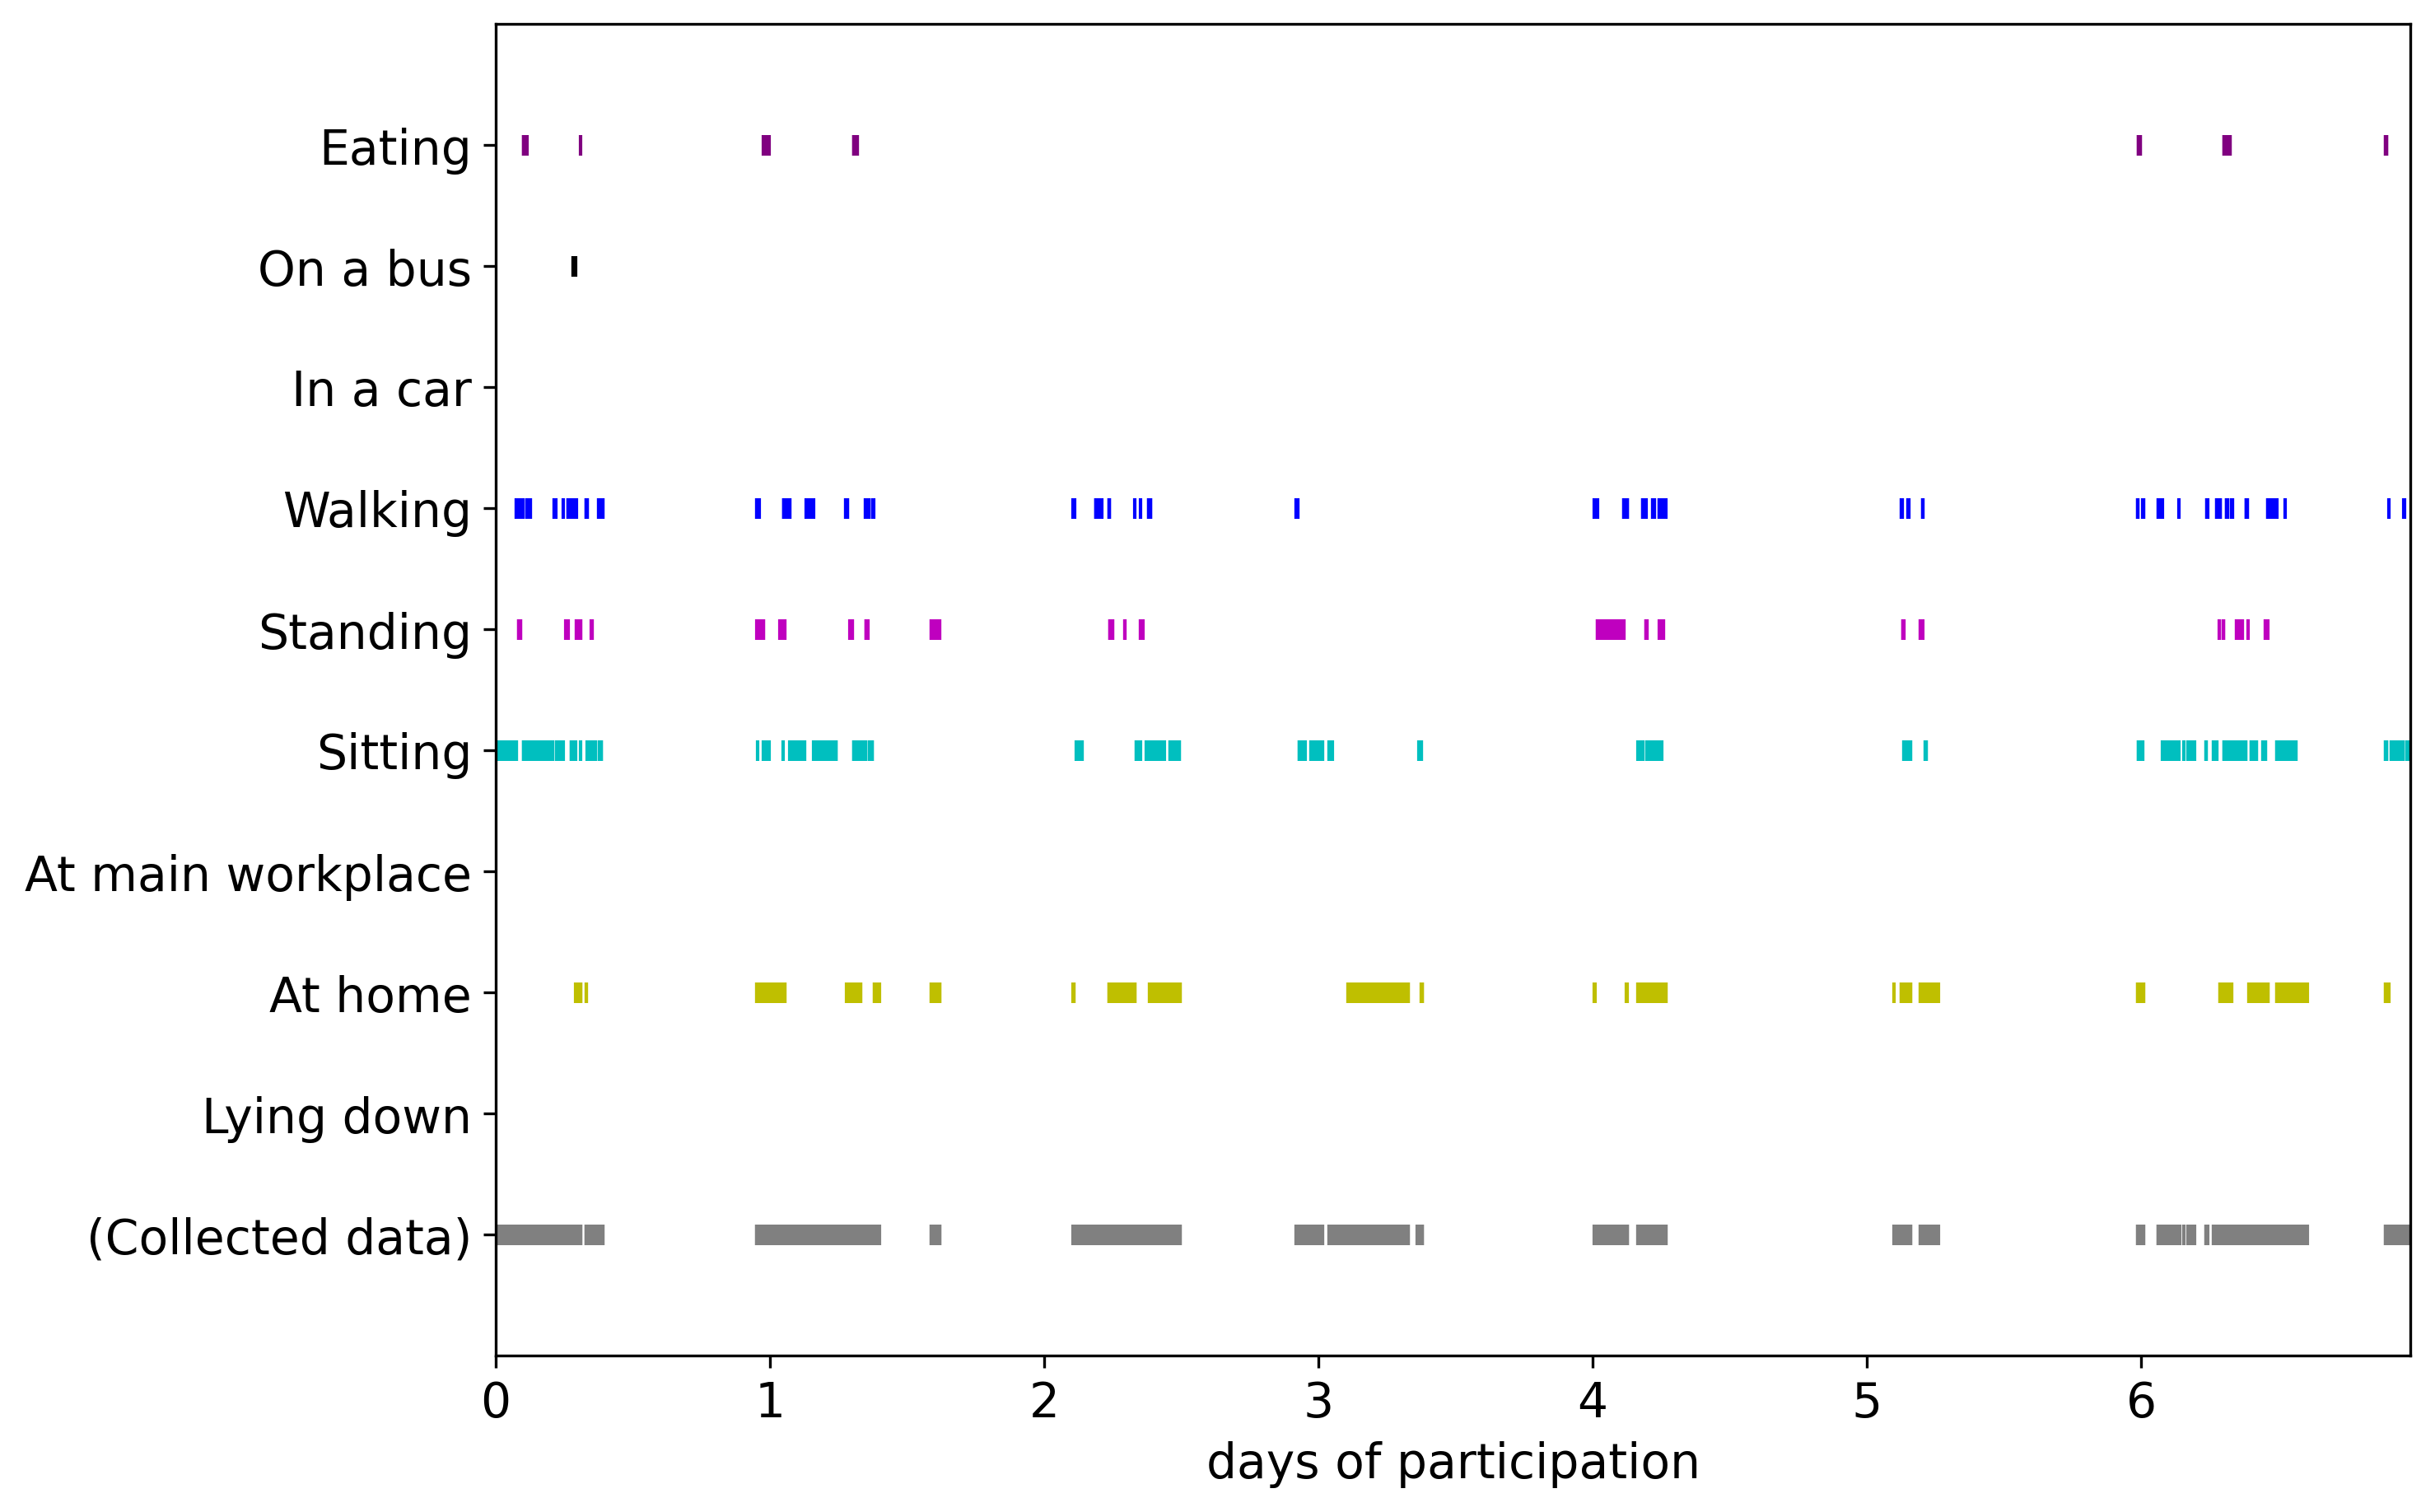 Eating
On a bus
In a car
Walking
Standing
Sitting
At main workplace
At home
Lying down
(Collected data)
0 1 2 3 4 5 6
days of participation